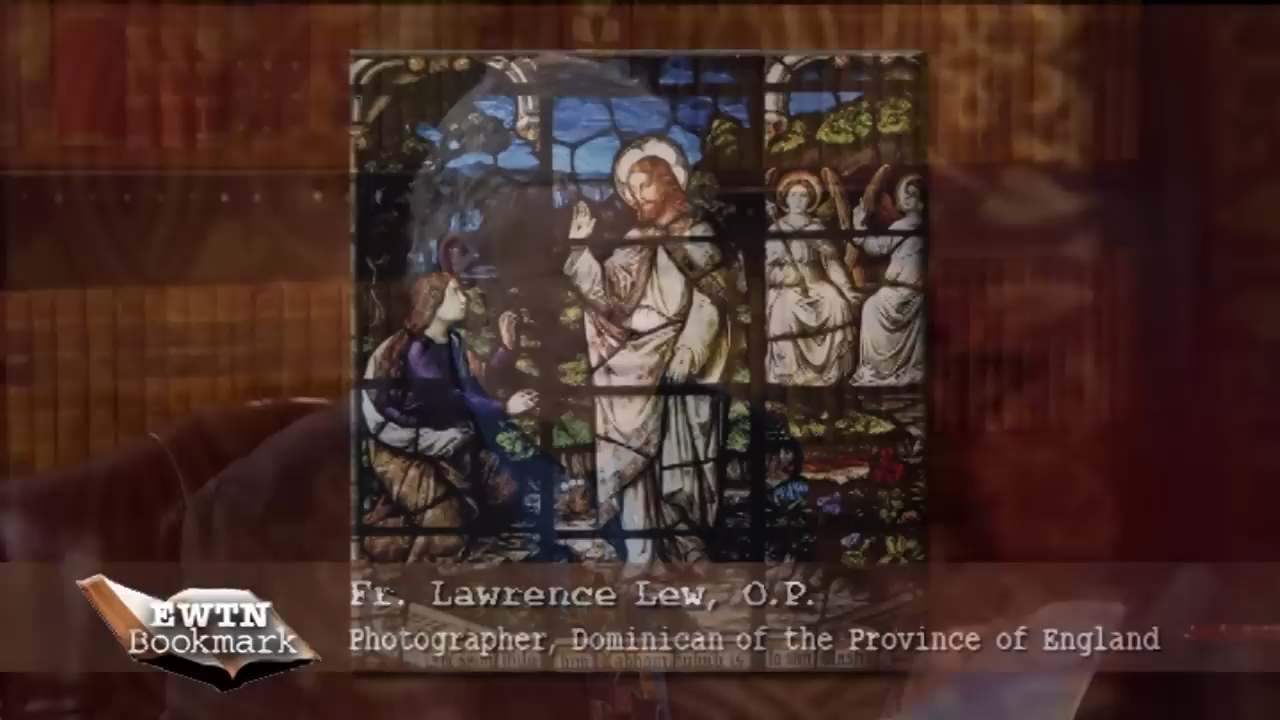 Fr. Lawrence Lew, O.P.
EWTN
Bookmark
Photographer, Dominican of the Province of England